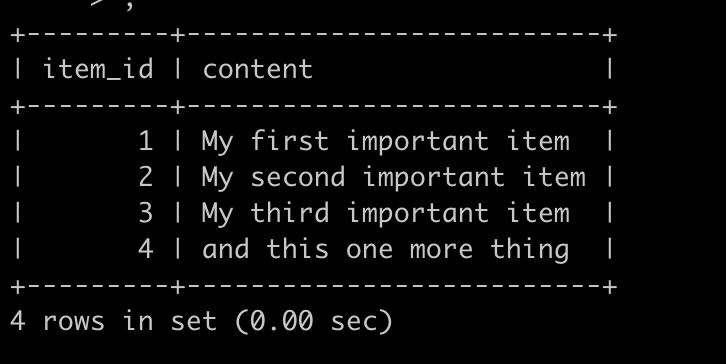 > ;
+---------+--------------------------+
| item_id | content                  |
+---------+--------------------------+
|       1 | My first important item  |
|       2 | My second important item |
|       3 | My third important item  |
|       4 | and this one more thing  |
+---------+--------------------------+
4 rows in set (0.00 sec)